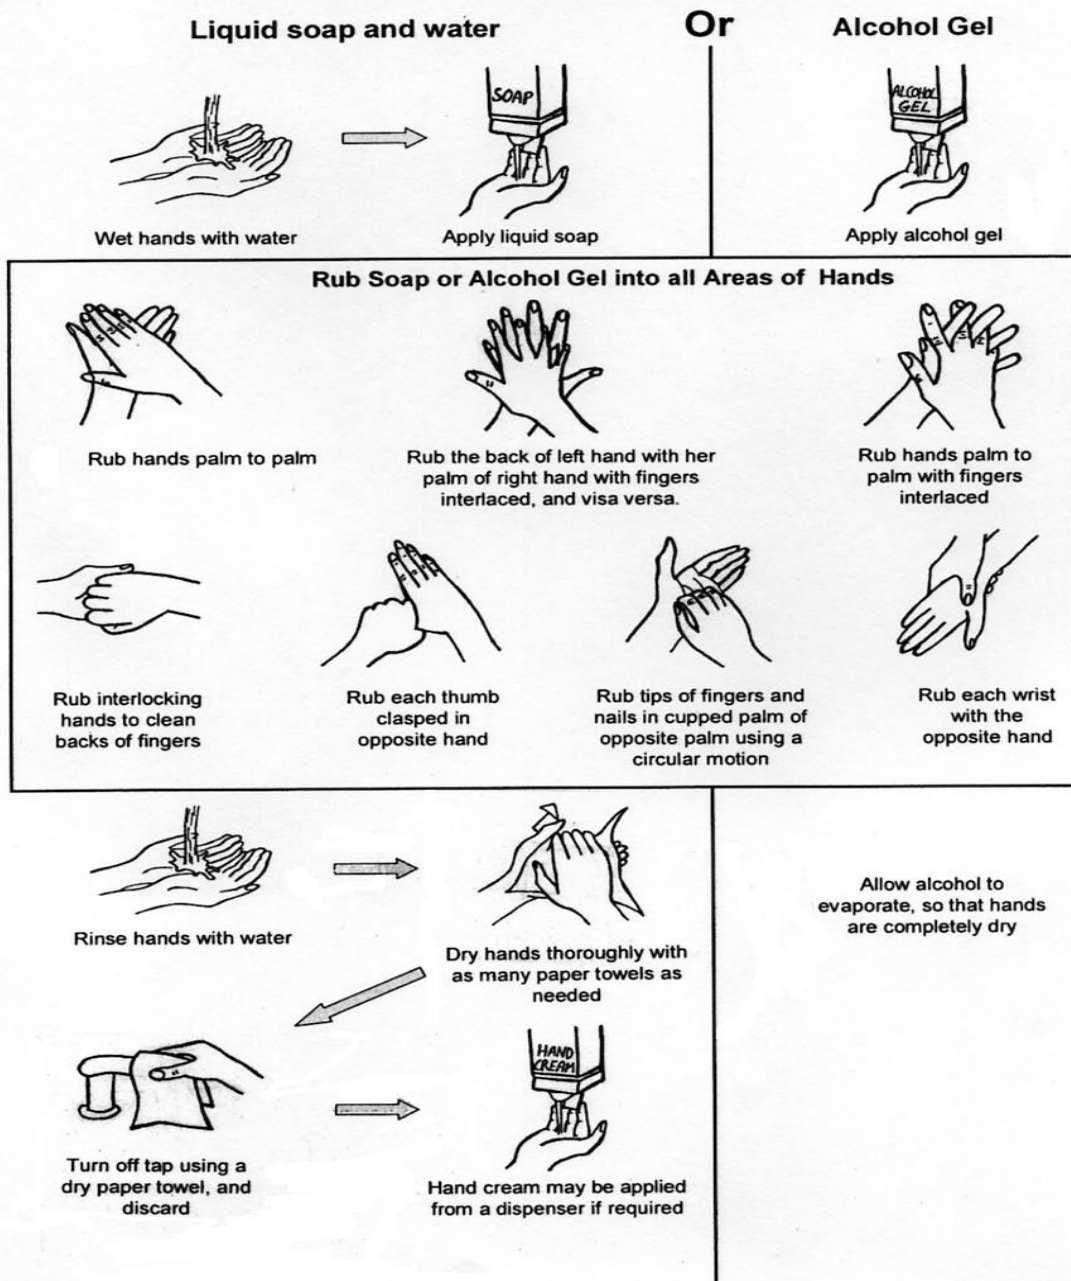 Liquid soap and water
Or
Alcohol Gel
SOAP
ALCOHOL
GEL
Wet hands with water
Apply liquid soap
Apply alcohol gel
Rub Soap or Alcohol Gel into all Areas of Hands
Rub hands palm to palm
Rub the back of left hand with her
palm of right hand with fingers
interlaced, and visa versa.
Rub hands palm to
palm with fingers
interlaced
Rub interlocking
hands to clean
backs of fingers
Rub each thumb
clasped in
opposite hand
Rub tips of fingers and
nails in cupped palm of
opposite palm using a
circular motion
Rub each wrist
with the
opposite hand
Rinse hands with water
Dry hands thoroughly with
as many paper towels as
needed
Allow alcohol to
evaporate, so that hands
are completely dry
Turn off tap using a
dry paper towel, and
discard
HAND
CREAM
Hand cream may be applied
from a dispenser if required